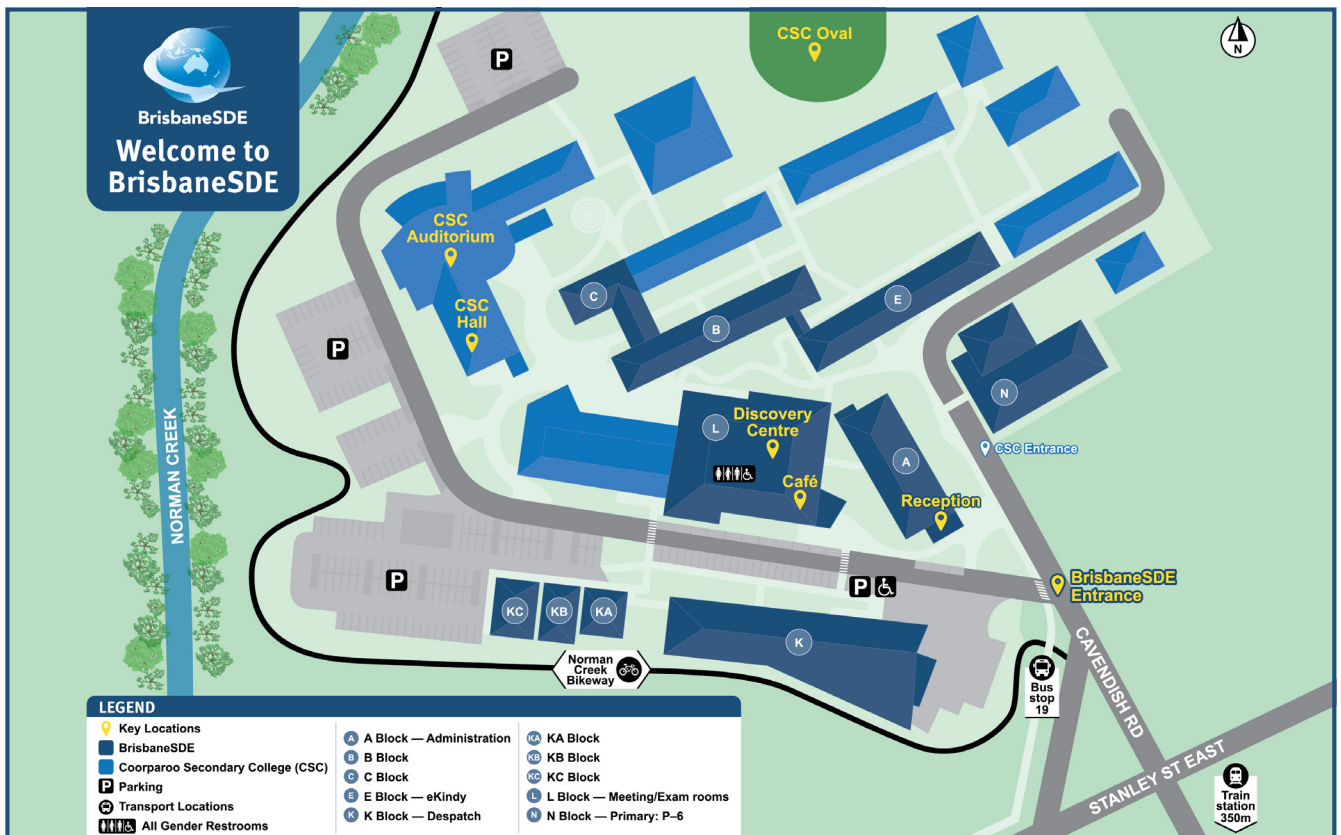 BrisbaneSDE
Welcome to
BrisbaneSDE
CSC Oval
N
P
CSC
Auditorium
CSC
Hall
C
B
E
P
N
NORMAN CREEK
L
Discovery
Centre
Café
A
Reception
CSC Entrance
P
P
BrisbaneSDE
Entrance
KC
KB
KA
K
Norman
Creek
Bikeway
Bus
stop
19
CAVENDISH RD
STANLEY ST EAST
Train
station
350m
LEGEND
Key Locations
BrisbaneSDE
Coorparoo Secondary College (CSC)
P Parking
Transport Locations
All Gender Restrooms
A A Block — Administration
B B Block
C C Block
E E Block — eKindy
K K Block — Despatch
KA KA Block
KB KB Block
KC KC Block
L L Block — Meeting/Exam rooms
N N Block — Primary: P–6